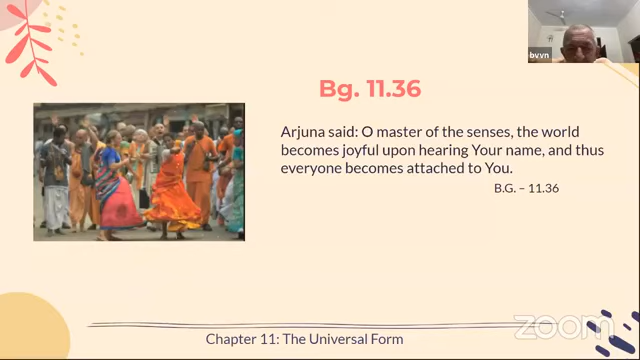 bvvn
Bg. 11.36
Arjuna said: O master of the senses, the world
becomes joyful upon hearing Your name, and thus
everyone becomes attached to You.
B.G. – 11.36
zoom
Chapter 11: The Universal Form